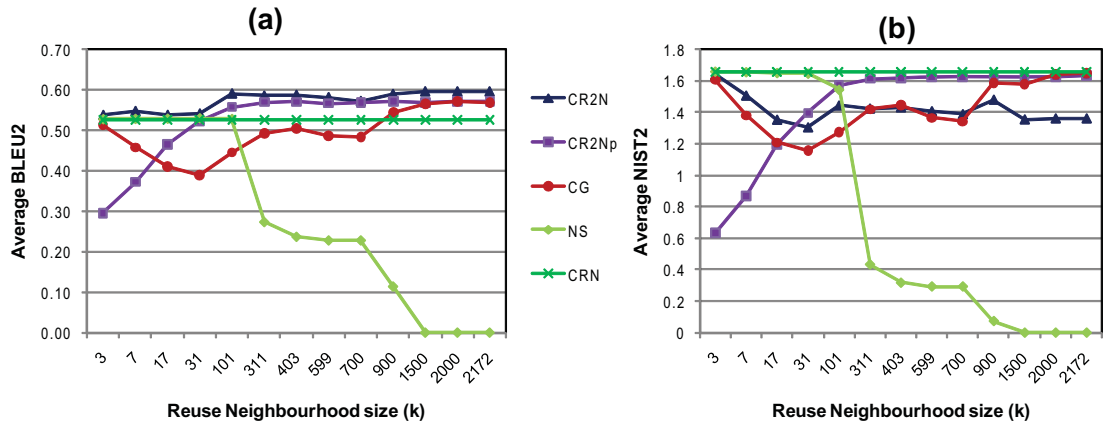 (a)
Average BLEU2
0.70
0.60
0.50
0.40
0.30
0.20
0.10
0.00
3 7 17 31 101 311 403 599 700 900 1500 2000 2172
Reuse Neighbourhood size (k)
CR2N
CR2Np
CG
NS
CRN
(b)
Average NIST2
1.8
1.6
1.4
1.2
1
0.8
0.6
0.4
0.2
0
3 7 17 31 101 311 403 599 700 900 1500 2000 2172
Reuse Neighbourhood size (k)